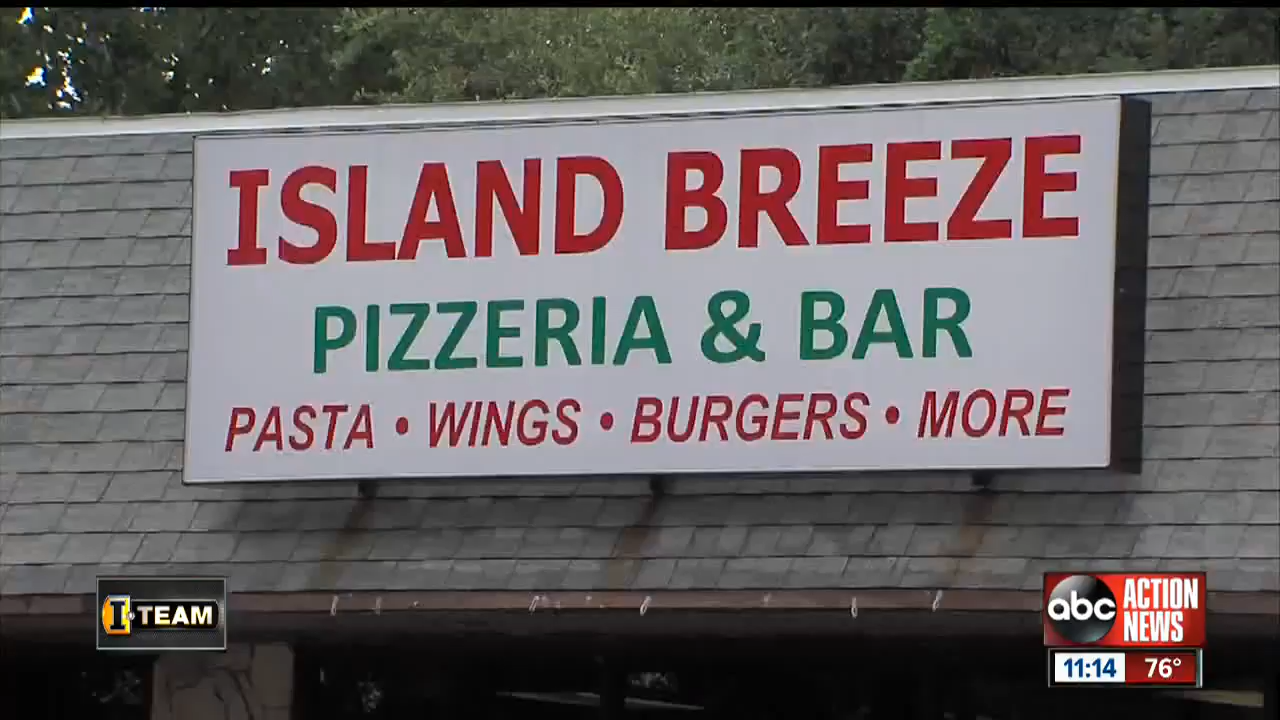 ISLAND BREEZE
PIZZERIA & BAR
PASTA • WINGS • BURGERS • MORE
I-TEAM
abc ACTION NEWS
11:14 76°